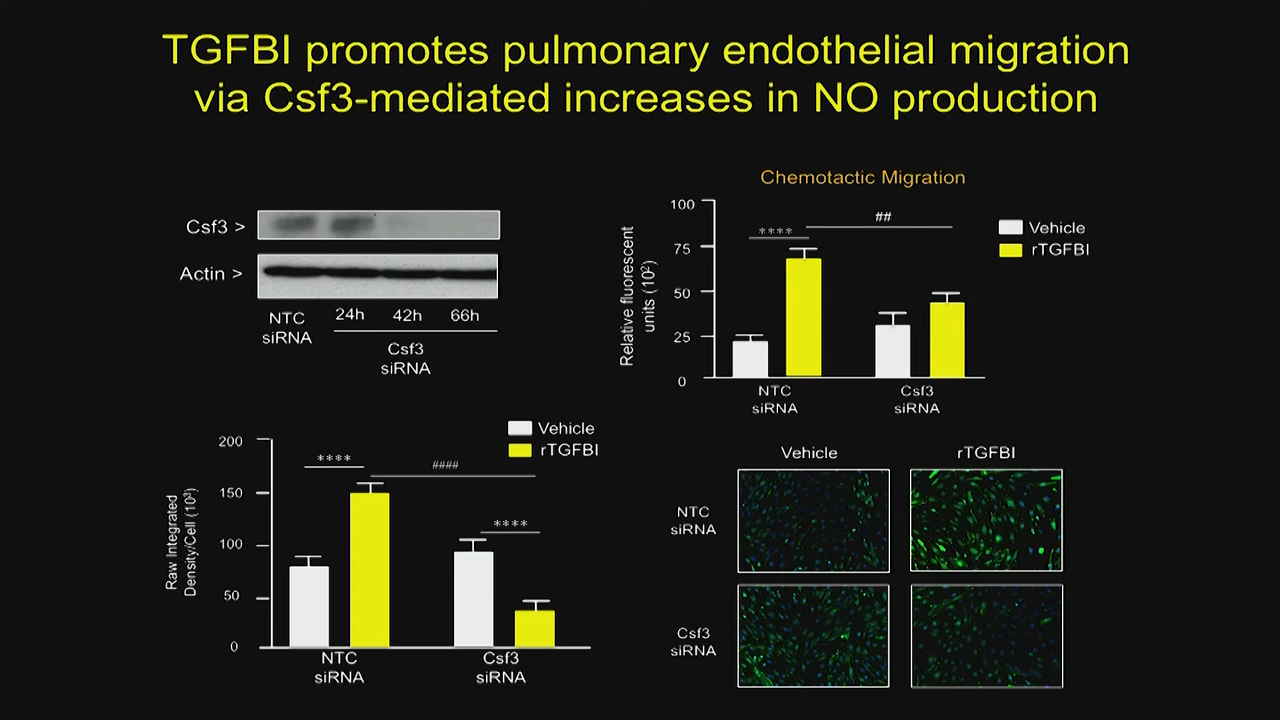 TGFBI promotes pulmonary endothelial migration
via Csf3-mediated increases in NO production
Csf3 >
Actin >
NTC
siRNA
24h 42h 66h
Csf3
siRNA
Chemotactic Migration
Relative fluorescent
units (10²)
100
75
50
25
0
****
##
Vehicle
rTGFBI
NTC
siRNA
Csf3
siRNA
Raw Integrated
Density/Cell (10³)
200
150
100
50
0
****
####
****
Vehicle
rTGFBI
NTC
siRNA
Csf3
siRNA
Vehicle rTGFBI
NTC
siRNA
Csf3
siRNA